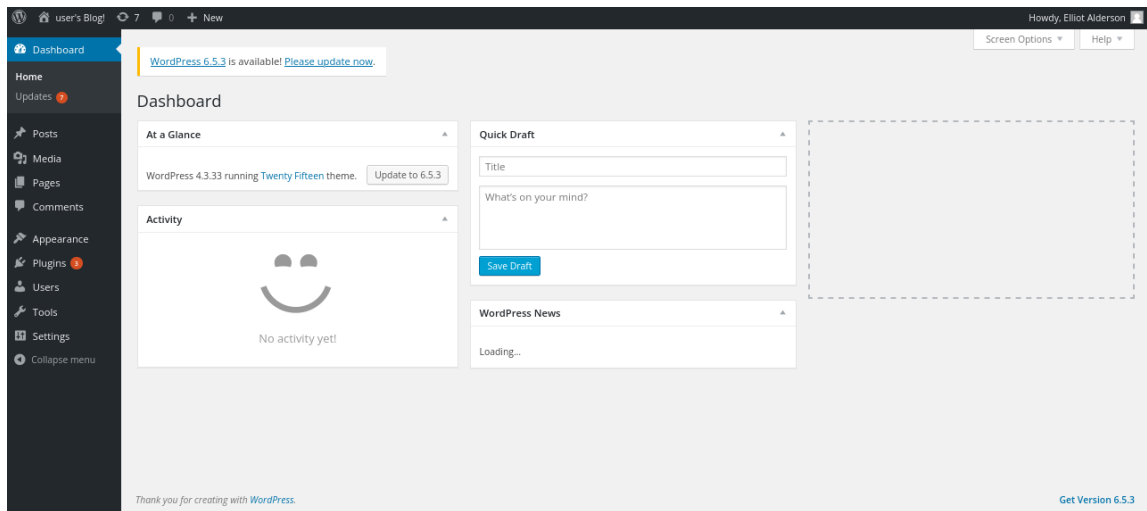 user's Blog! 7 0 + New Howdy, Elliot Alderson
Dashboard
Home
Updates 7
Posts
Media
Pages
Comments
Appearance
Plugins 3
Users
Tools
Settings
Collapse menu
Screen Options Help
WordPress 6.5.3 is available! Please update now.
Dashboard
At a Glance
WordPress 4.3.33 running Twenty Fifteen theme. Update to 6.5.3
Activity
No activity yet!
Quick Draft
Title
What's on your mind?
Save Draft
WordPress News
Loading...
Thank you for creating with WordPress. Get Version 6.5.3